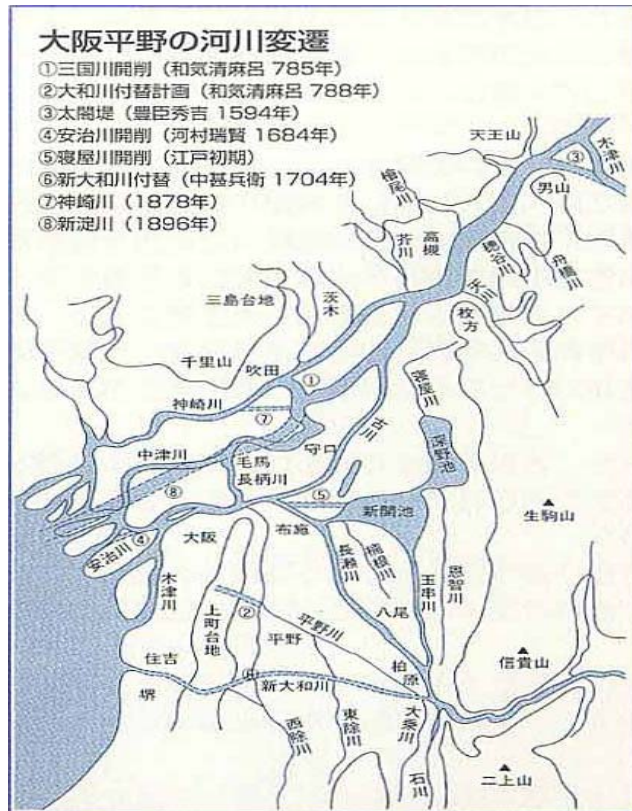 大阪平野の河川変遷
①三国川開削（和気清麻呂 785年）
②大和川付替計画（和気清麻呂 788年）
③太閤堤（豊臣秀吉 1594年）
④安治川開削（河村瑞賢 1684年）
⑤寝屋川開削（江戸初期）
⑥新大和川付替（中甚兵衛 1704年）
⑦神崎川（1878年）
⑧新淀川（1896年）
天王山
③
木津川
男山
檜尾川
芥川
高槻
穂谷川
舟橋川
天川
三島台地
茨木
枚方
千里山
吹田
①
寝屋川
神崎川
⑦
古川
深野池
中津川
毛馬
守口
長柄川
⑧
⑤
新開池
生駒山
安治川
④
大阪
布施
長瀬川
楠根川
玉串川
恩智川
木津川
上町台地
②
平野川
八尾
平野
住吉
⑥
新大和川
柏原
信貴山
堺
西除川
東除川
大乗川
石川
二上山